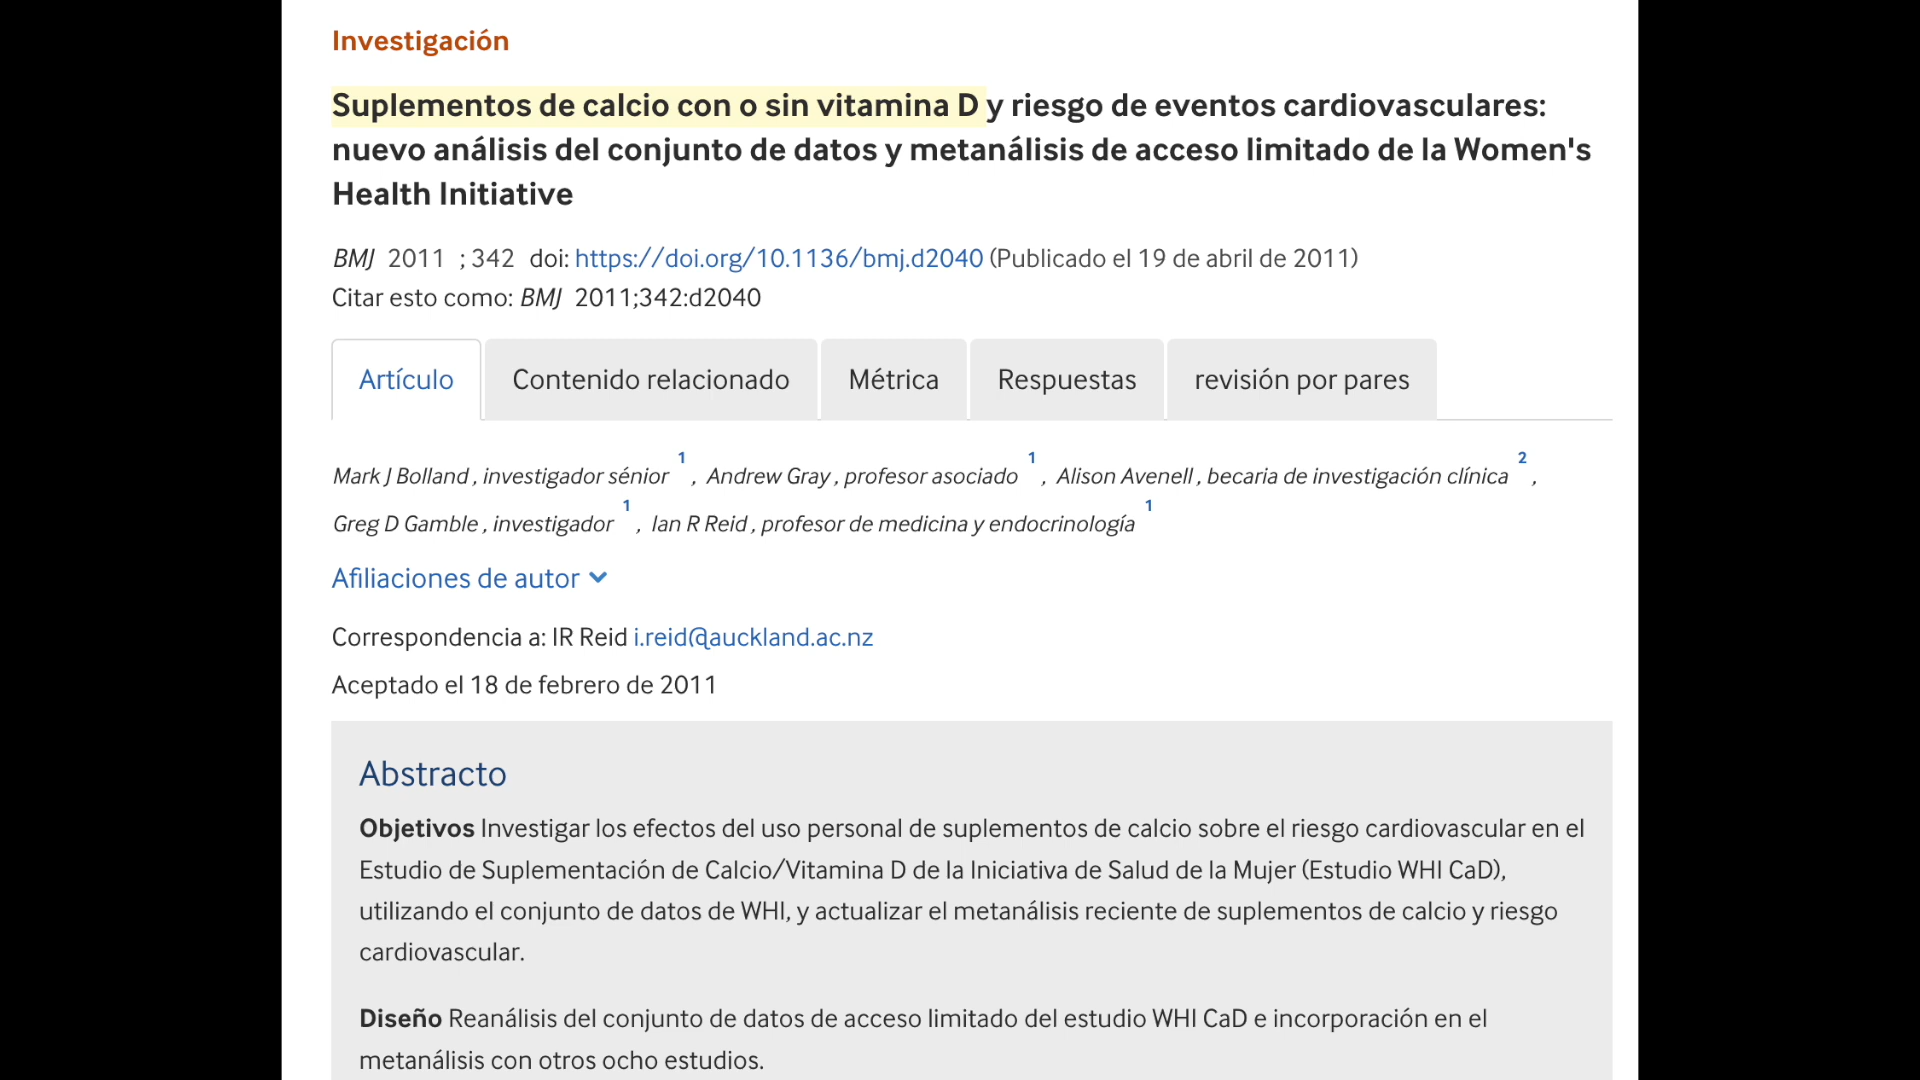 Investigación
Suplementos de calcio con o sin vitamina D y riesgo de eventos cardiovasculares:
nuevo análisis del conjunto de datos y metanálisis de acceso limitado de la Women's
Health Initiative
BMJ 2011 ; 342 doi: https://doi.org/10.1136/bmj.d2040 (Publicado el 19 de abril de 2011)
Citar esto como: BMJ 2011;342:d2040
Artículo Contenido relacionado Métrica Respuestas revisión por pares
Mark J Bolland , investigador sénior 1 , Andrew Gray , profesor asociado 1 , Alison Avenell , becaria de investigación clínica 2 ,
Greg D Gamble , investigador 1 , Ian R Reid , profesor de medicina y endocrinología 1
Afiliaciones de autor
Correspondencia a: IR Reid i.reid@auckland.ac.nz
Aceptado el 18 de febrero de 2011
Abstracto
Objetivos Investigar los efectos del uso personal de suplementos de calcio sobre el riesgo cardiovascular en el
Estudio de Suplementación de Calcio/Vitamina D de la Iniciativa de Salud de la Mujer (Estudio WHI CaD),
utilizando el conjunto de datos de WHI, y actualizar el metanálisis reciente de suplementos de calcio y riesgo
cardiovascular.
Diseño Reanálisis del conjunto de datos de acceso limitado del estudio WHI CaD e incorporación en el
metanálisis con otros ocho estudios.